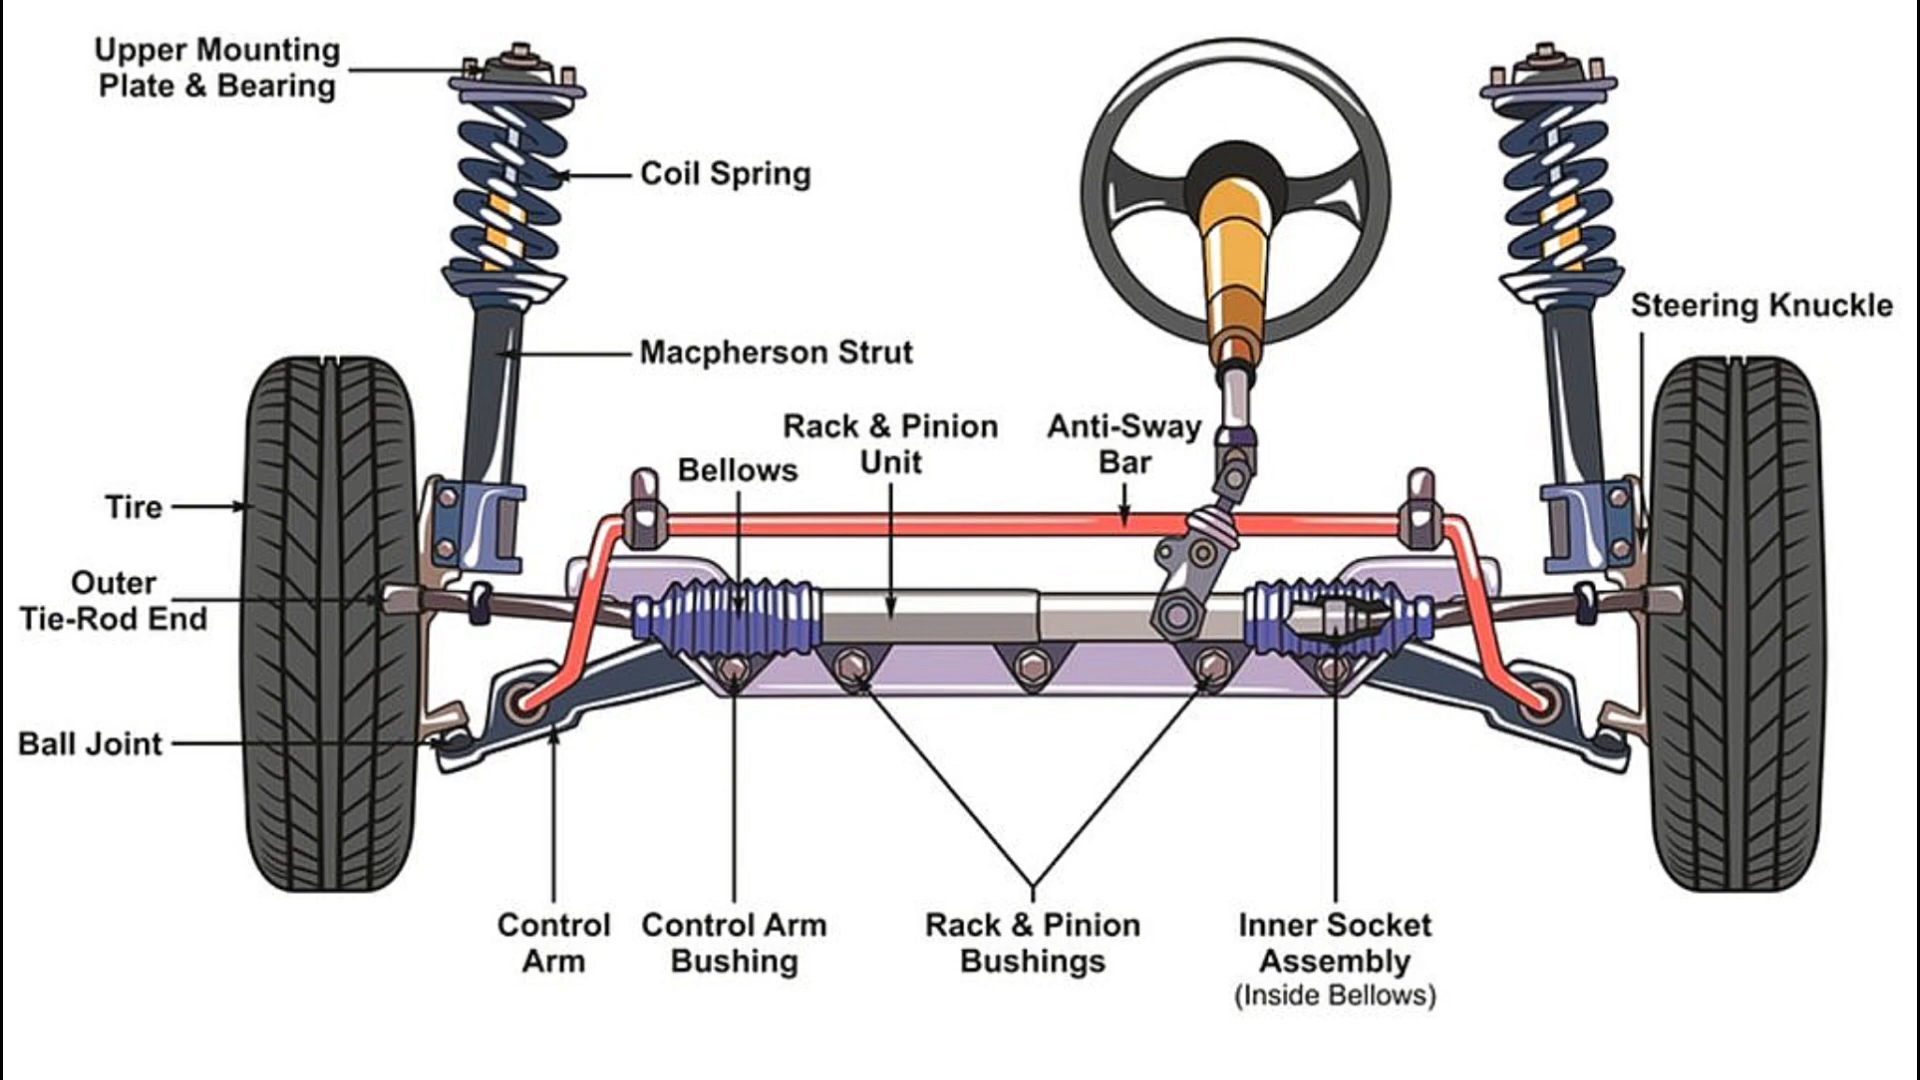 Upper Mounting
Plate & Bearing
Coil Spring
Steering Knuckle
Macpherson Strut
Rack & Pinion
Unit
Anti-Sway
Bar
Bellows
Tire
Outer
Tie-Rod End
Ball Joint
Control
Arm
Control Arm
Bushing
Rack & Pinion
Bushings
Inner Socket
Assembly
(Inside Bellows)